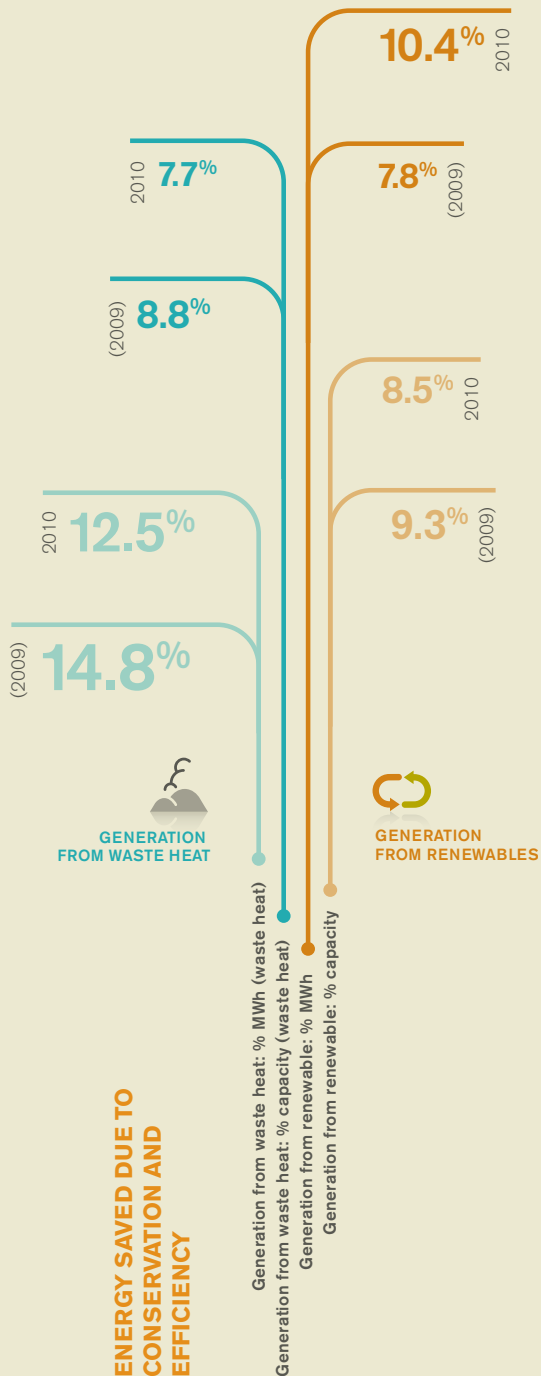 10.4%
2010
2010
7.7%
7.8%
(2009)
(2009)
8.8%
8.5%
2010
2010
12.5%
9.3%
(2009)
(2009)
14.8%
GENERATION
FROM WASTE HEAT
GENERATION
FROM RENEWABLES
Generation from waste heat: % MWh (waste heat)
Generation from waste heat: % capacity (waste heat)
Generation from renewable: % MWh
Generation from renewable: % capacity
ENERGY SAVED DUE TO
CONSERVATION AND
EFFICIENCY